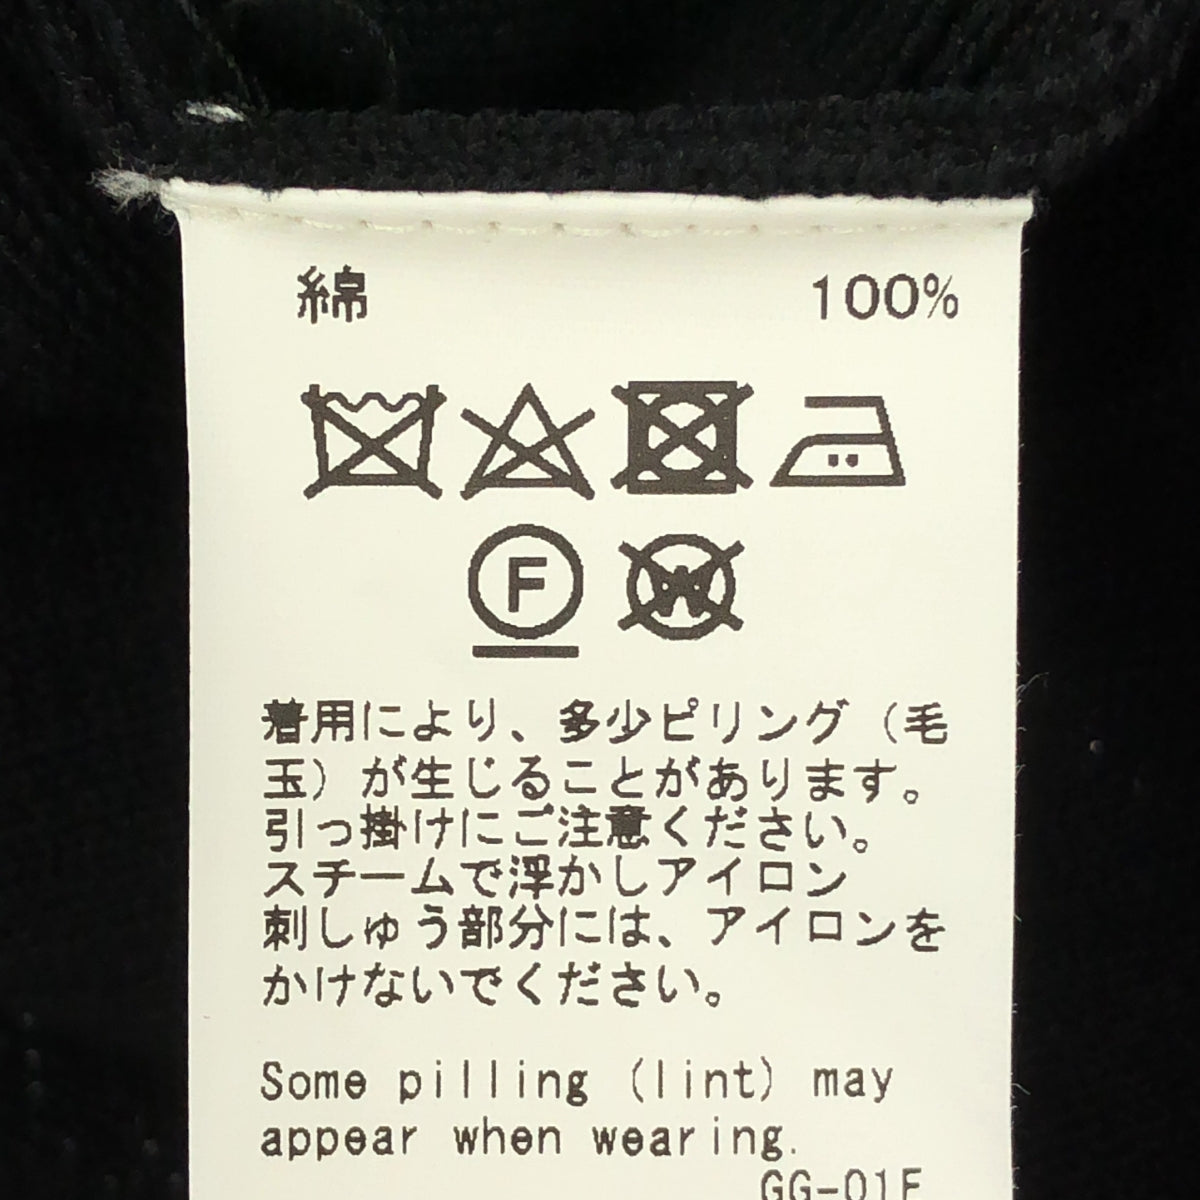 綿 100%
F W
着用により、多少ピリング（毛
玉）が生じることがあります。
引っ掛けにご注意ください。
スチームで浮かしアイロン
刺しゅう部分には、アイロンを
かけないでください。
Some pilling (lint) may
appear when wearing.
GG-01F